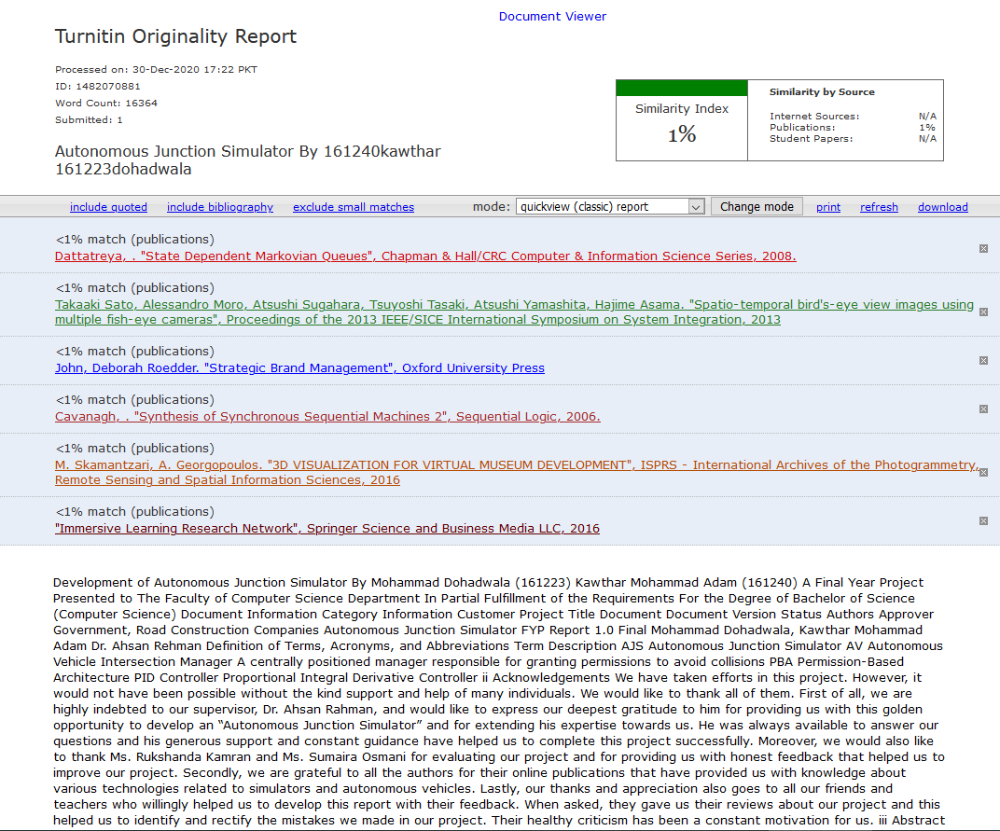 Document Viewer
Turnitin Originality Report
Processed on: 30-Dec-2020 17:22 PKT
ID: 1482070881
Word Count: 16364
Submitted: 1
Autonomous Junction Simulator By 161240kawthar
161223dohadwala
Similarity Index
1%
Similarity by Source
Internet Sources: N/A
Publications: 1%
Student Papers: N/A
include quoted include bibliography exclude small matches mode: quickview (classic) report Change mode print refresh download
<1% match (publications)
Dattatreya, . "State Dependent Markovian Queues", Chapman & Hall/CRC Computer & Information Science Series, 2008.
<1% match (publications)
Takaaki Sato, Alessandro Moro, Atsushi Sugahara, Tsuyoshi Tasaki, Atsushi Yamashita, Hajime Asama. "Spatio-temporal bird's-eye view images using
multiple fish-eye cameras", Proceedings of the 2013 IEEE/SICE International Symposium on System Integration, 2013
<1% match (publications)
John, Deborah Roedder. "Strategic Brand Management", Oxford University Press
<1% match (publications)
Cavanagh, . "Synthesis of Synchronous Sequential Machines 2", Sequential Logic, 2006.
<1% match (publications)
M. Skamantzari, A. Georgopoulos. "3D VISUALIZATION FOR VIRTUAL MUSEUM DEVELOPMENT", ISPRS - International Archives of the Photogrammetry,
Remote Sensing and Spatial Information Sciences, 2016
<1% match (publications)
"Immersive Learning Research Network", Springer Science and Business Media LLC, 2016
Development of Autonomous Junction Simulator By Mohammad Dohadwala (161223) Kawthar Mohammad Adam (161240) A Final Year Project
Presented to The Faculty of Computer Science Department In Partial Fulfillment of the Requirements For the Degree of Bachelor of Science
(Computer Science) Document Information Category Information Customer Project Title Document Document Version Status Authors Approver
Government, Road Construction Companies Autonomous Junction Simulator FYP Report 1.0 Final Mohammad Dohadwala, Kawthar Mohammad
Adam Dr. Ahsan Rehman Definition of Terms, Acronyms, and Abbreviations Term Description AJS Autonomous Junction Simulator AV Autonomous
Vehicle Intersection Manager A centrally positioned manager responsible for granting permissions to avoid collisions PBA Permission-Based
Architecture PID Controller Proportional Integral Derivative Controller ii Acknowledgements We have taken efforts in this project. However, it
would not have been possible without the kind support and help of many individuals. We would like to thank all of them. First of all, we are
highly indebted to our supervisor, Dr. Ahsan Rahman, and would like to express our deepest gratitude to him for providing us with this golden
opportunity to develop an “Autonomous Junction Simulator” and for extending his expertise towards us. He was always available to answer our
questions and his generous support and constant guidance have helped us to complete this project successfully. Moreover, we would also like
to thank Ms. Rukshanda Kamran and Ms. Sumaira Osmani for evaluating our project and for providing us with honest feedback that helped us to
improve our project. Secondly, we are grateful to all the authors for their online publications that have provided us with knowledge about
various technologies related to simulators and autonomous vehicles. Lastly, our thanks and appreciation also goes to all our friends and
teachers who willingly helped us to develop this report with their feedback. When asked, they gave us their reviews about our project and this
helped us to identify and rectify the mistakes we made in our project. Their healthy criticism has been a constant motivation for us. iii Abstract